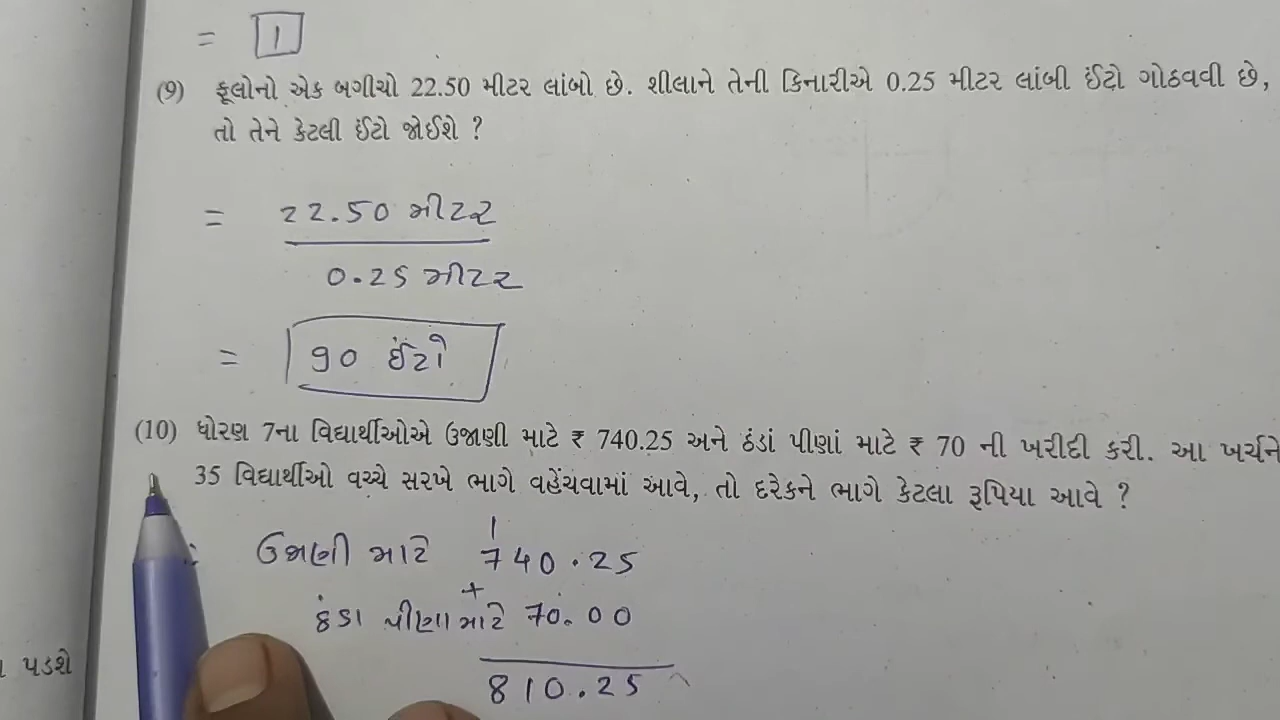 = 1
(9) ફૂલોનો એક બગીચો 22.50 મીટર લાંબો છે. શીલાને તેની કિનારીએ 0.25 મીટર લાંબી ઈંટો ગોઠવવી છે,
તો તેને કેટલી ઈંટો જોઈશે ?
= 22.50 મીટર
0.25 મીટર
= 90 ઈંટો
(10) ધોરણ 7ના વિદ્યાર્થીઓએ ઉજાણી માટે ₹ 740.25 અને ઠંડાં પીણાં માટે ₹ 70 ની ખરીદી કરી. આ ખર્ચને
35 વિદ્યાર્થીઓ વચ્ચે સરખે ભાગે વહેંચવામાં આવે, તો દરેકને ભાગે કેટલા રૂપિયા આવે ?
1
ઉજાણી માટે 740.25
+
ઠંડા પીણા માટે 70.00
810.25
પડશે